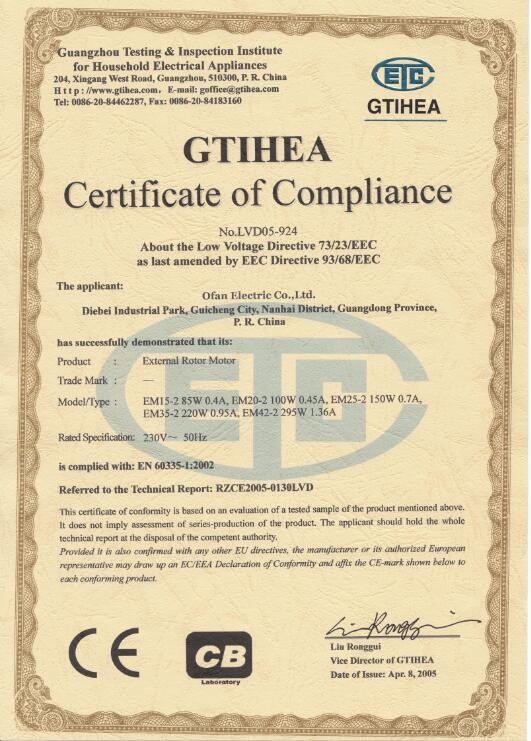 Guangzhou Testing & Inspection Institute
for Household Electrical Appliances
204, Xingang West Road, Guangzhou, 510300, P. R. China
Http://www.gtihea.com, E-mail: goffice@gtihea.com
Tel: 0086-20-84462287, Fax: 0086-20-84183160
ETC
GTIHEA
GTIHEA
Certificate of Compliance
No.LVD05-924
About the Low Voltage Directive 73/23/EEC
as last amended by EEC Directive 93/68/EEC
The applicant:
Ofan Electric Co.,Ltd.
Diebei Industrial Park, Guicheng City, Nanhai District, Guangdong Province,
P. R. China
has successfully demonstrated that its:
Product : External Rotor Motor
Trade Mark : —
Model/Type : EM15-2 85W 0.4A, EM20-2 100W 0.45A, EM25-2 150W 0.7A,
EM35-2 220W 0.95A, EM42-2 295W 1.36A
Rated Specification: 230V~ 50Hz
is complied with: EN 60335-1:2002
Referred to the Technical Report: RZCE2005-0130LVD
This certificate of conformity is based on an evaluation of a tested sample of the product mentioned above.
It does not imply assessment of series-production of the product. The applicant should hold the whole
technical report at the disposal of the competent authority.
Provided it is also confirmed with any other EU directives, the manufacturer or its authorized European
representative may draw up an EC/EEA Declaration of Conformity and affix the CE-mark shown below to
each conforming product.
CE
CB
Laboratory
Lin Ronggui
Lin Ronggui
Vice Director of GTIHEA
Date of Issue: Apr. 8, 2005